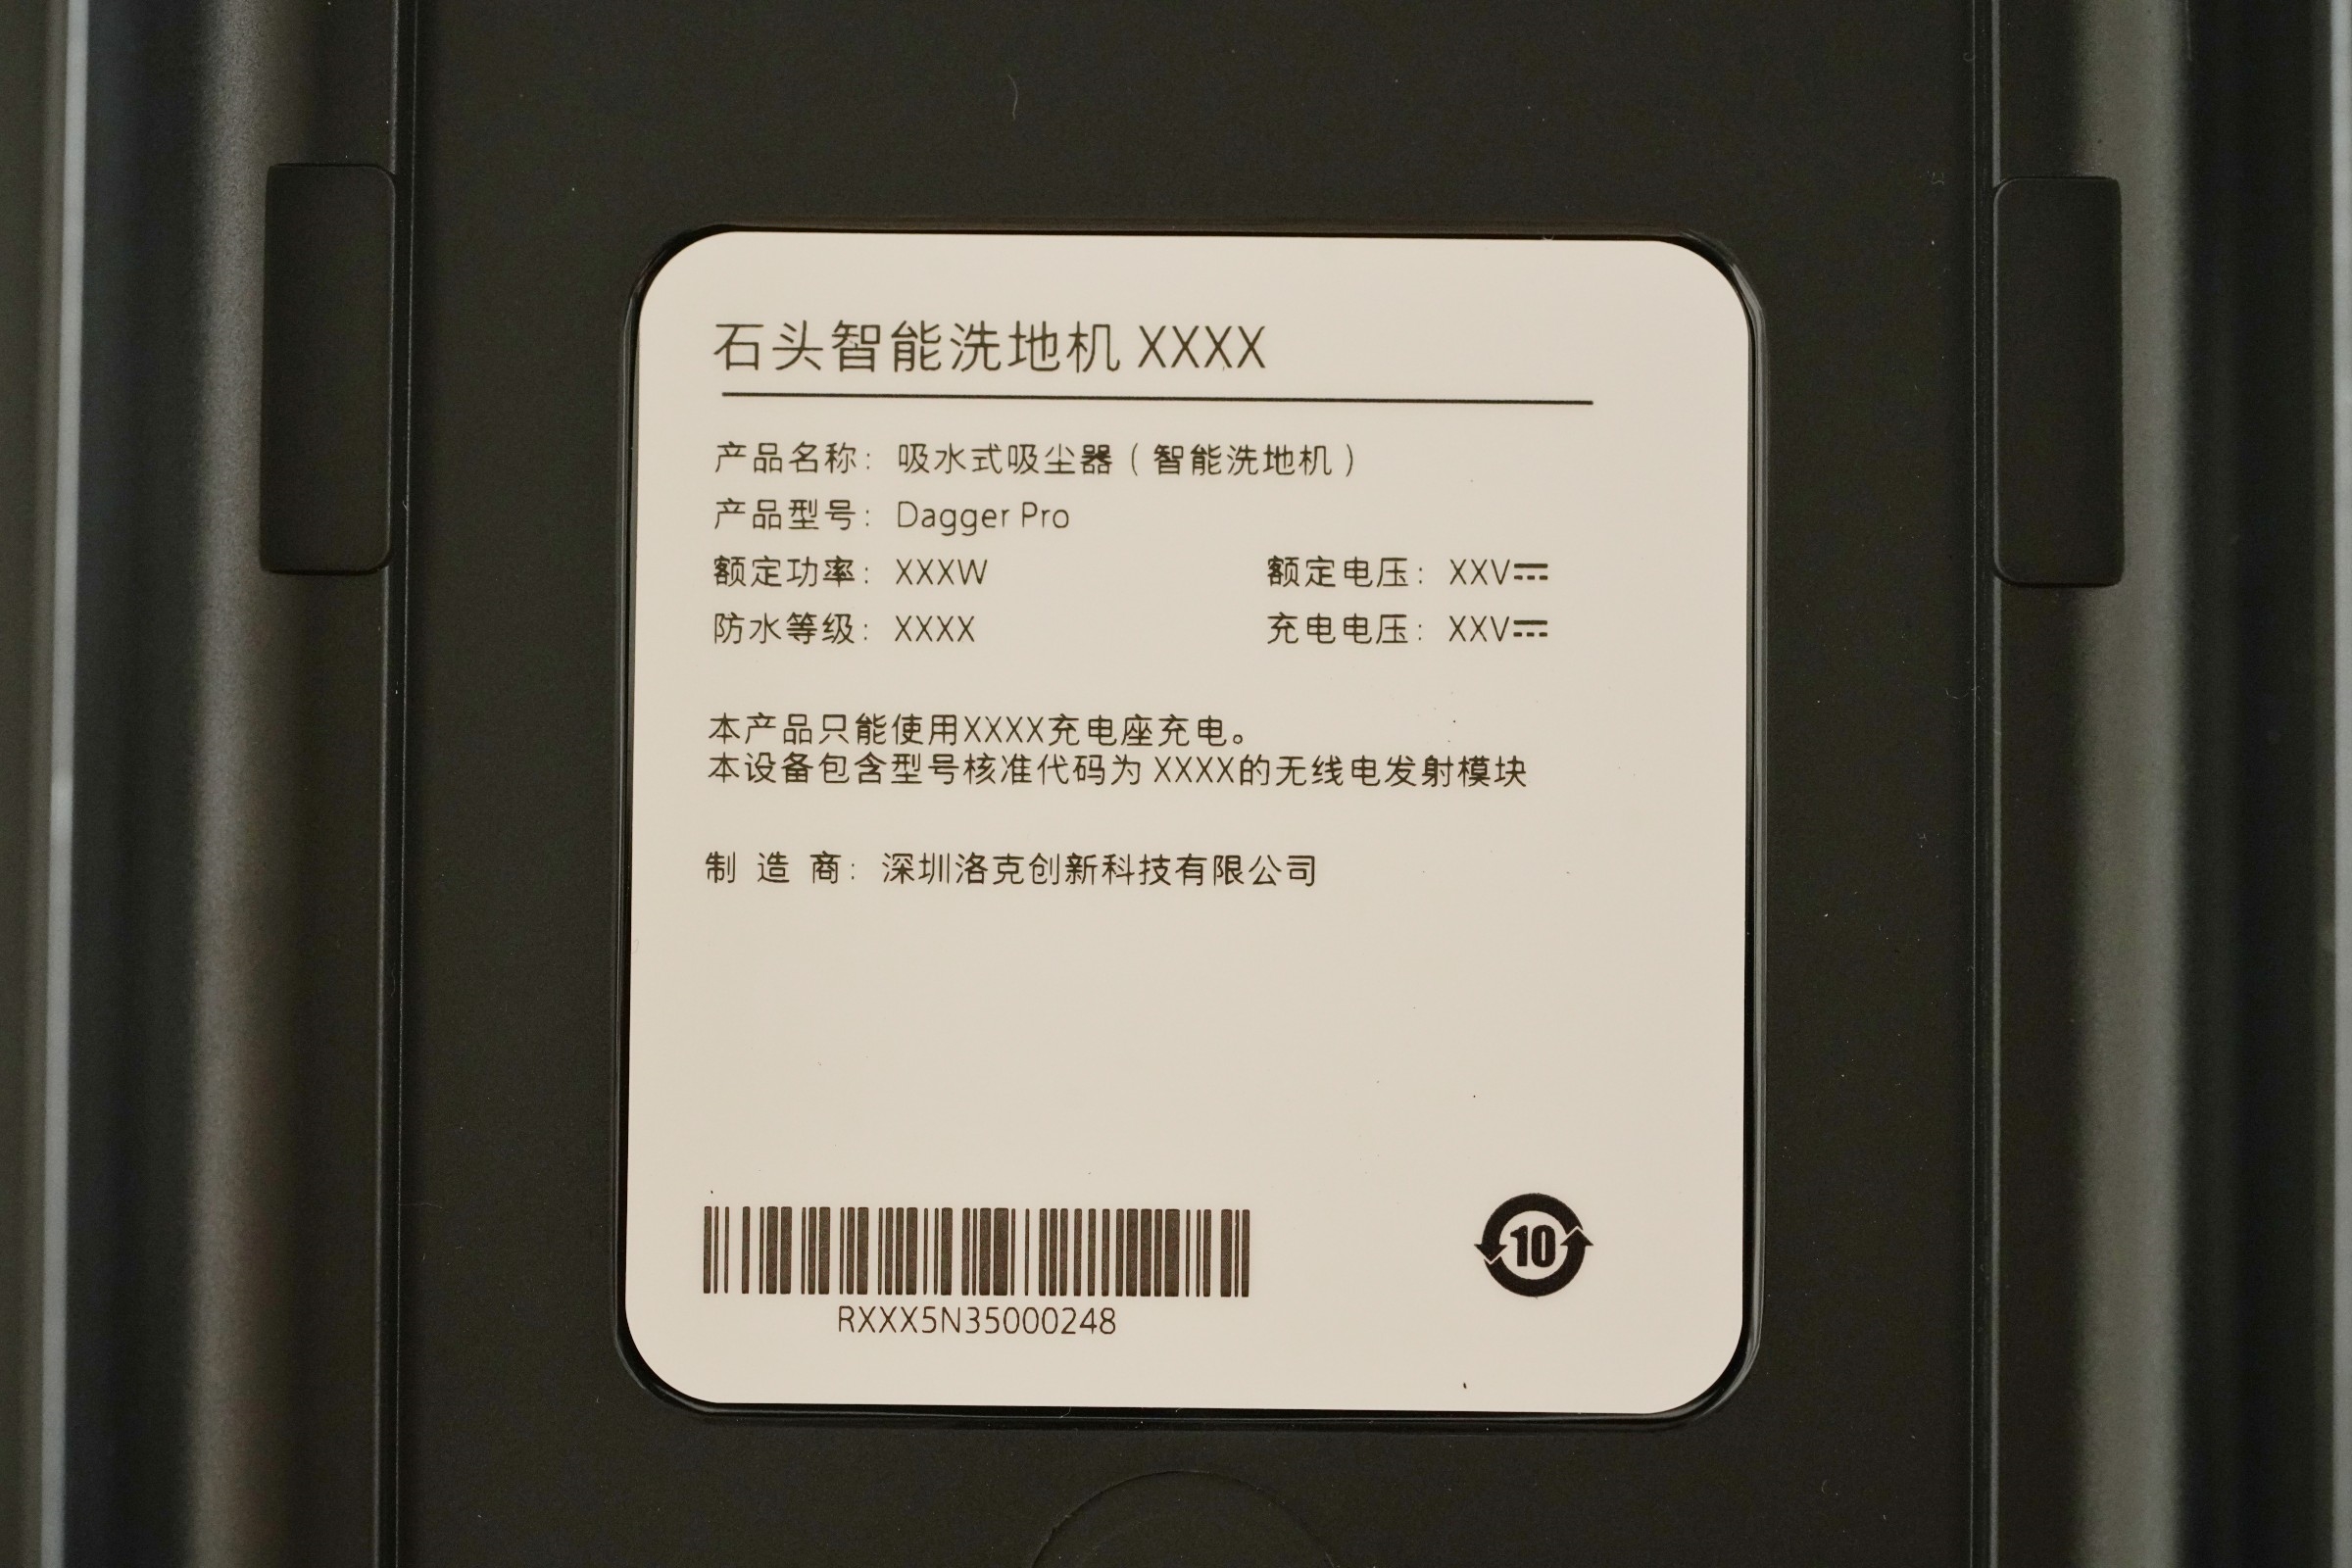 石头智能洗地机 XXXX
产品名称： 吸水式吸尘器（智能洗地机）
产品型号： Dagger Pro
额定功率： XXXW 额定电压： XXV⎓
防水等级： XXXX 充电电压： XXV⎓
本产品只能使用XXXX充电座充电。
本设备包含型号核准代码为 XXXX的无线电发射模块
制 造 商： 深圳洛克创新科技有限公司
10
RXXX5N35000248